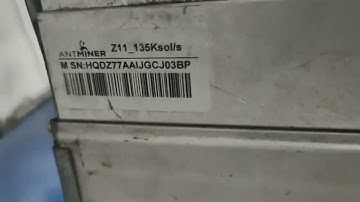 ANTMINER Z11_135Ksol/s
M SN:HQDZ77AAIJGCJ03BP